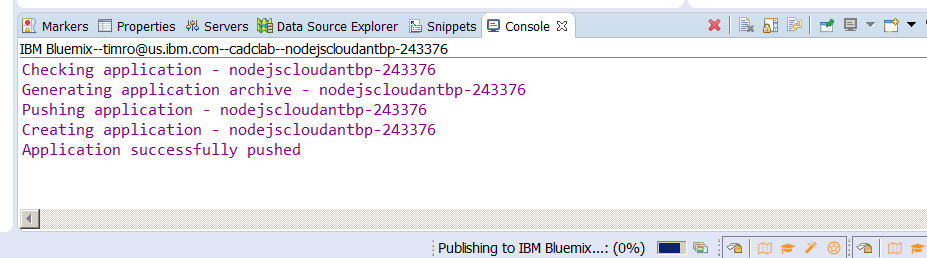 Markers Properties Servers Data Source Explorer Snippets Console
IBM Bluemix--timro@us.ibm.com--cadclab--nodejscloudantbp-243376
Checking application - nodejscloudantbp-243376
Generating application archive - nodejscloudantbp-243376
Pushing application - nodejscloudantbp-243376
Creating application - nodejscloudantbp-243376
Application successfully pushed
Publishing to IBM Bluemix...: (0%)